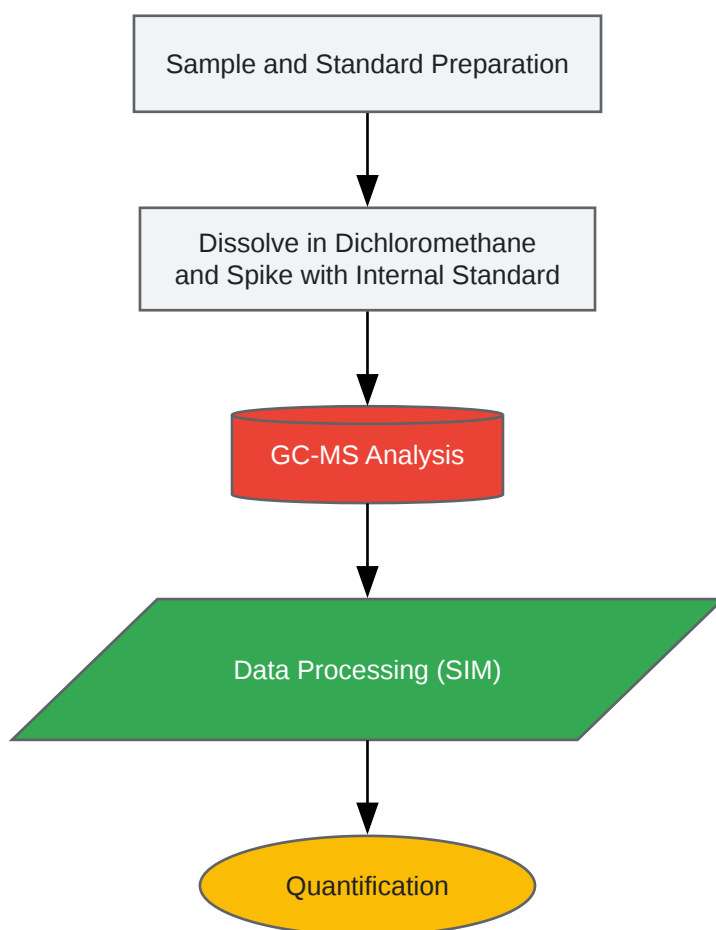 Sample and Standard Preparation
Dissolve in Dichloromethane
and Spike with Internal Standard
GC-MS Analysis
Data Processing (SIM)
Quantification